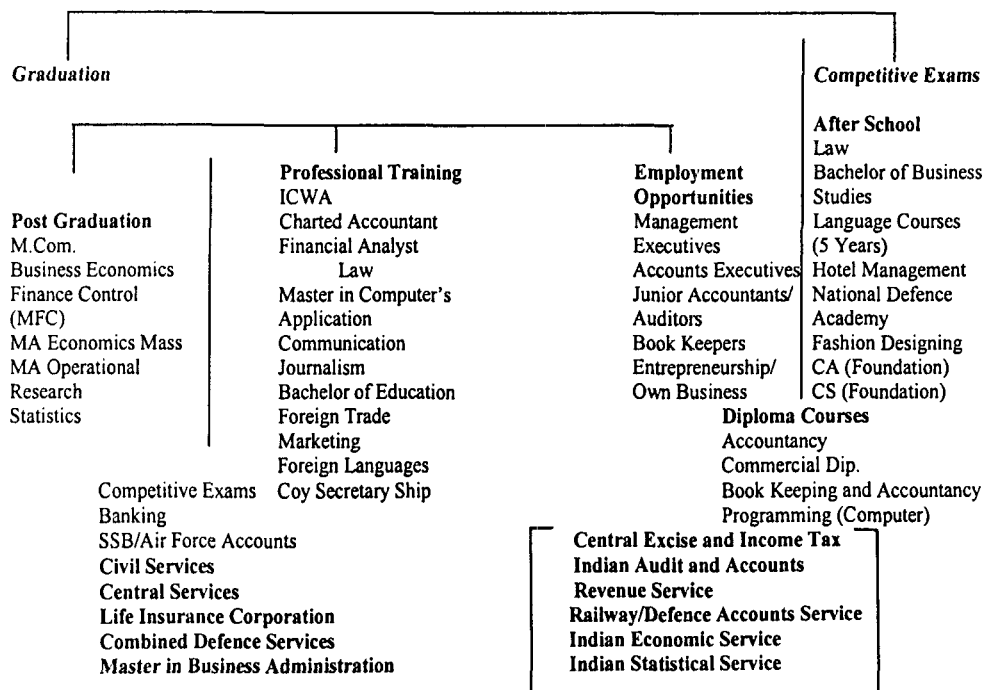 Graduation
Competitive Exams
Post Graduation
M.Com.
Business Economics
Finance Control
(MFC)
MA Economics Mass
MA Operational
Research
Statistics
Professional Training
ICWA
Charted Accountant
Financial Analyst
Law
Master in Computer's
Application
Communication
Journalism
Bachelor of Education
Foreign Trade
Marketing
Foreign Languages
Coy Secretary Ship
Employment
Opportunities
Management
Executives
Accounts Executives
Junior Accountants/
Auditors
Book Keepers
Entrepreneurship/
Own Business
After School
Law
Bachelor of Business
Studies
Language Courses
(5 Years)
Hotel Management
National Defence
Academy
Fashion Designing
CA (Foundation)
CS (Foundation)
Diploma Courses
Accountancy
Commercial Dip.
Book Keeping and Accountancy
Programming (Computer)
Competitive Exams
Banking
SSB/Air Force Accounts
Civil Services
Central Services
Life Insurance Corporation
Combined Defence Services
Master in Business Administration
Central Excise and Income Tax
Indian Audit and Accounts
Revenue Service
Railway/Defence Accounts Service
Indian Economic Service
Indian Statistical Service